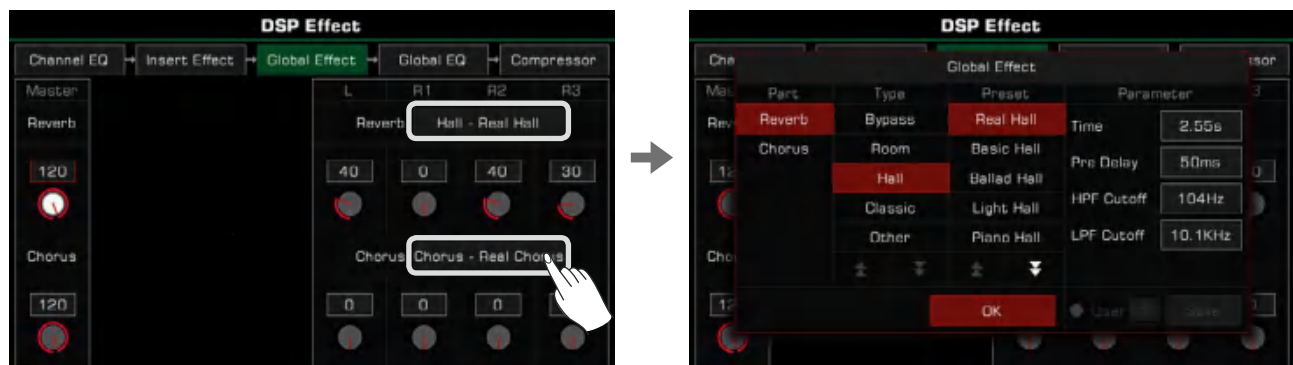 DSP Effect
Channel EQ Insert Effect Global Effect Global EQ Compressor
Master L R1 R2 R3
Reverb Reverb Hall - Real Hall
120 40 0 40 30
Chorus Chorus Chorus - Real Chorus
120 0 0 0
DSP Effect
Global Effect
Part Type Preset Parameter
Reverb Bypass Real Hall Time 2.55s
Chorus Room Basic Hall Pre Delay 50ms
Hall Ballad Hall
Classic Light Hall HPF Cutoff 104Hz
Other Piano Hall LPF Cutoff 10.1KHz
OK User Save